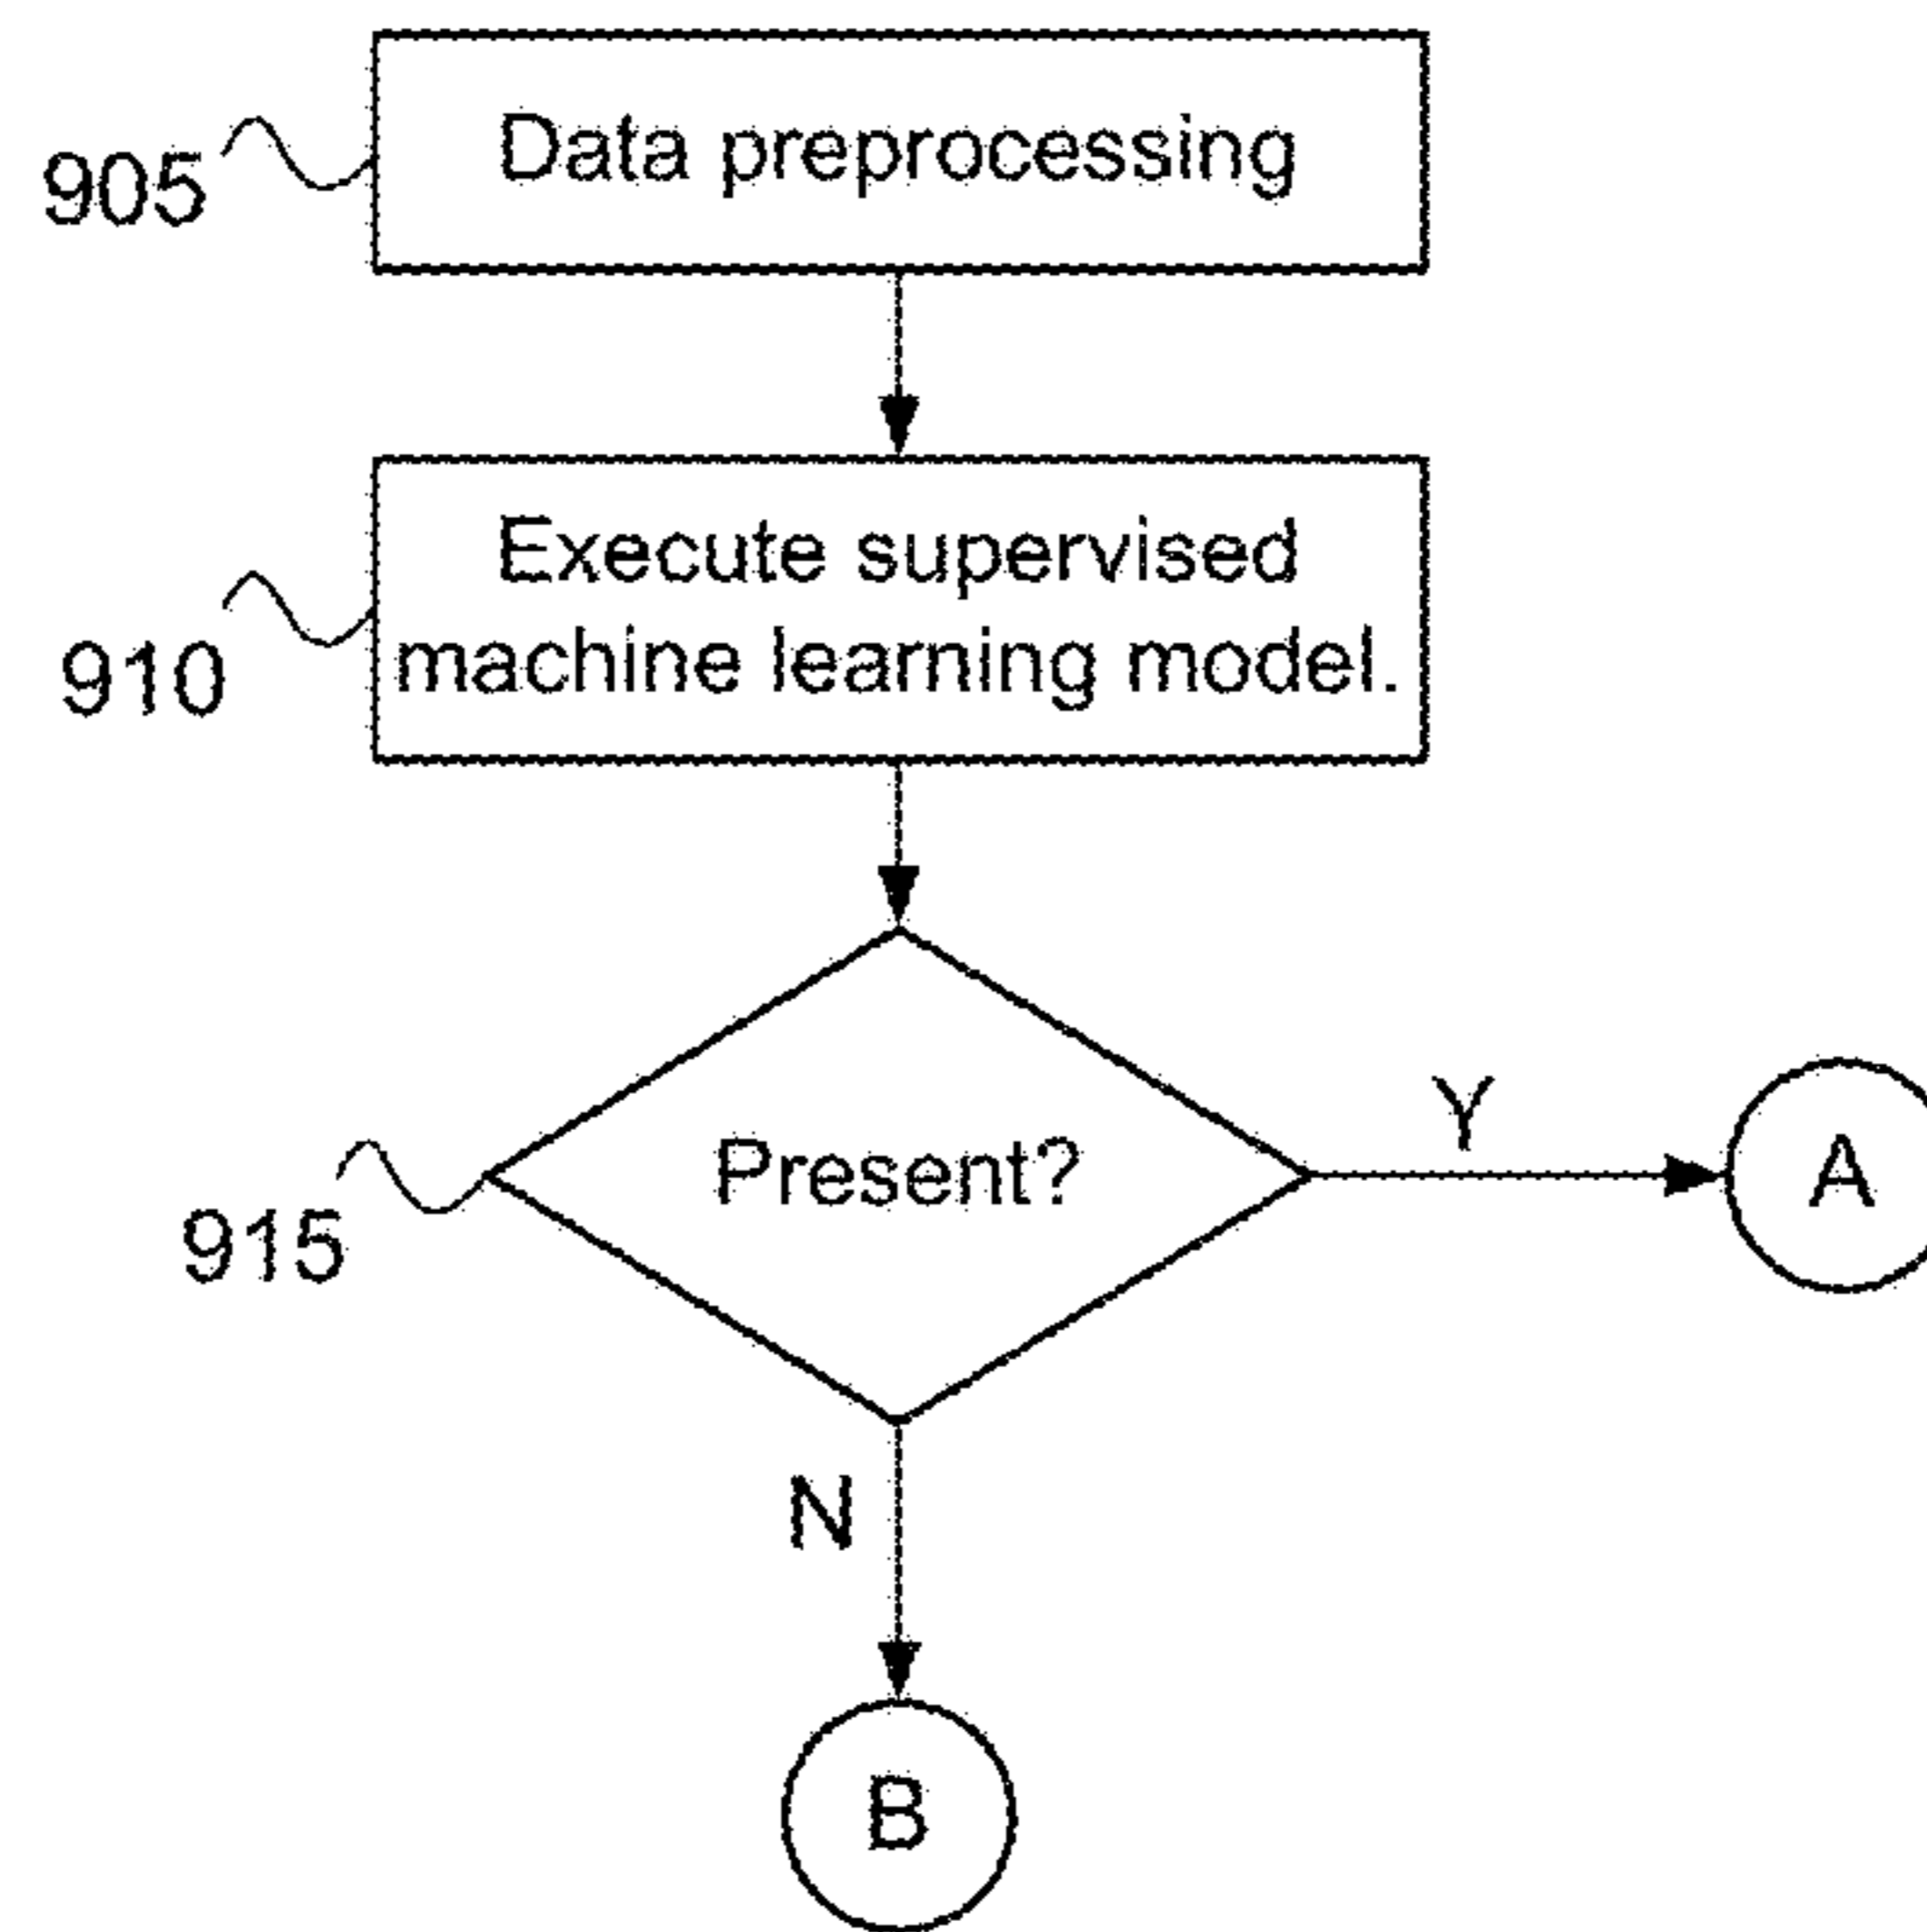 905
Data preprocessing
910
Execute supervised
machine learning model.
915
Present?
Y
A
N
B